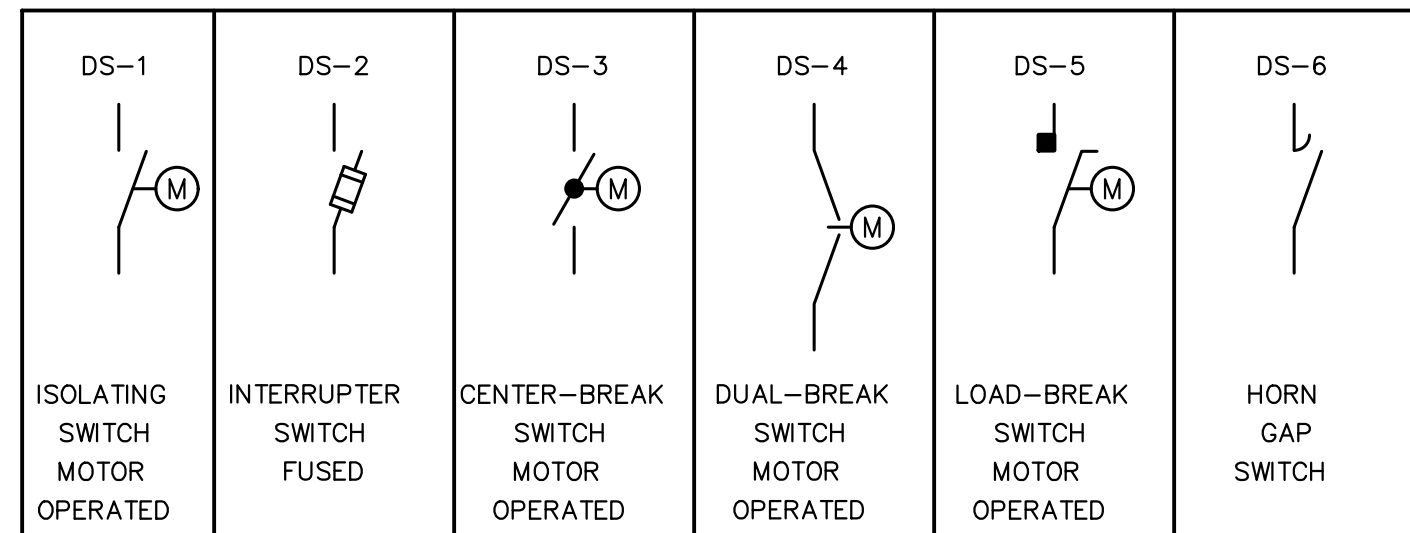 DS-1
M
ISOLATING
SWITCH
MOTOR
OPERATED
DS-2
INTERRUPTER
SWITCH
FUSED
DS-3
M
CENTER-BREAK
SWITCH
MOTOR
OPERATED
DS-4
M
DUAL-BREAK
SWITCH
MOTOR
OPERATED
DS-5
M
LOAD-BREAK
SWITCH
MOTOR
OPERATED
DS-6
HORN
GAP
SWITCH